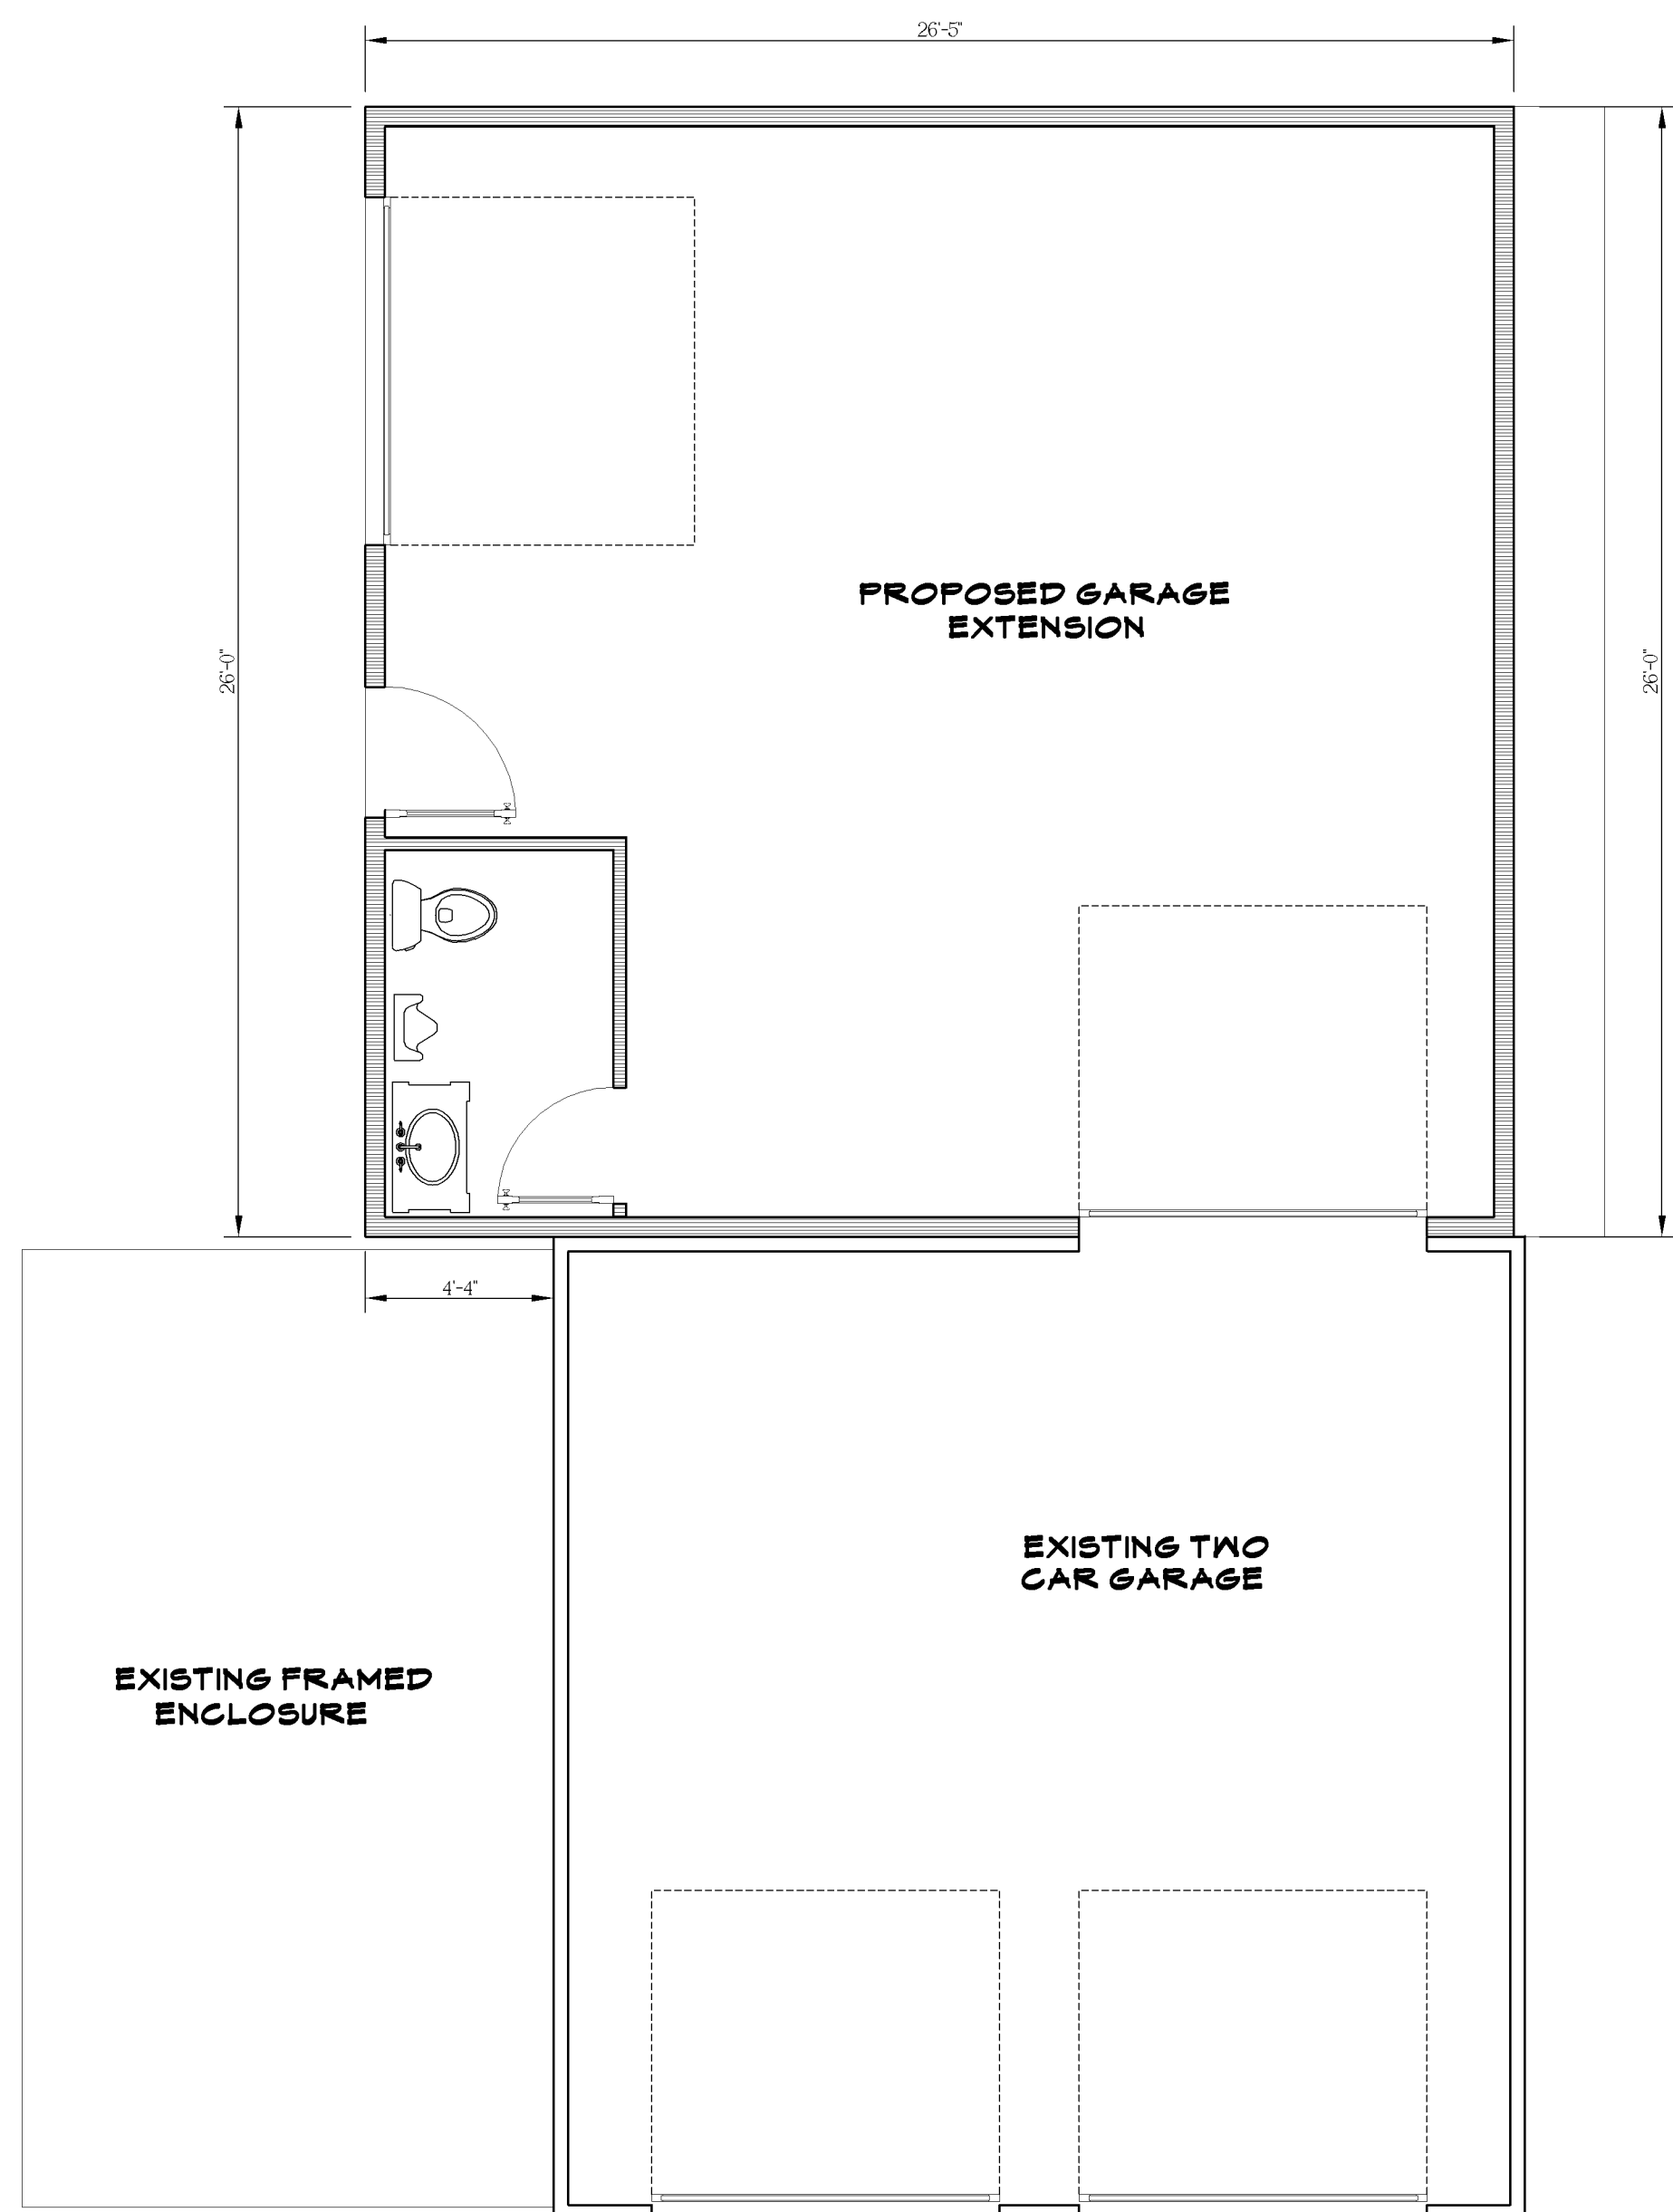 26'-5"
PROPOSED GARAGE
EXTENSION
26'-0"
26'-0"
4'-4"
EXISTING TWO
CAR GARAGE
EXISTING FRAMED
ENCLOSURE